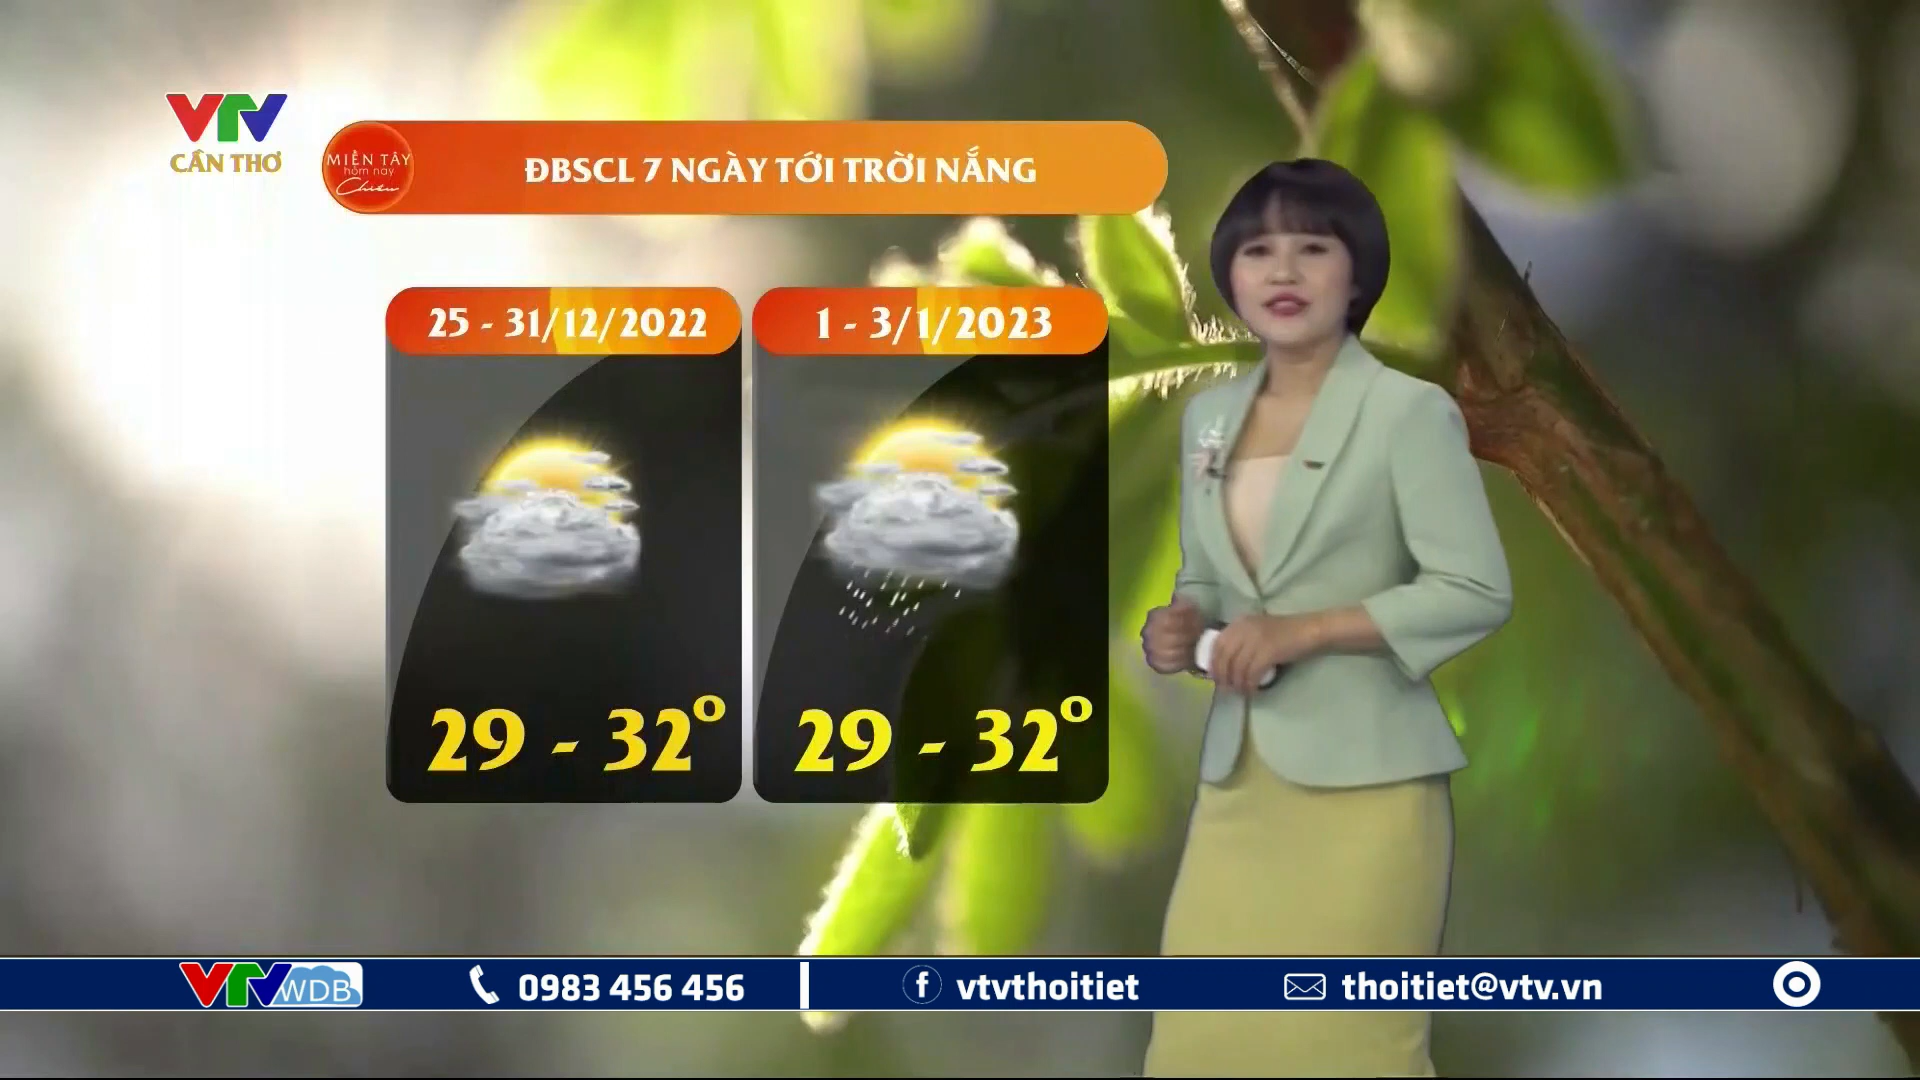 VTV
CẦN THƠ
MIỀN TÂY
hôm nay
Chiều
ĐBSCL 7 NGÀY TỚI TRỜI NẮNG
25 - 31/12/2022
1 - 3/1/2023
29 - 32°
29 - 32°
VTV WDB
0983 456 456
vtvthoitiet
thoitiet@vtv.vn